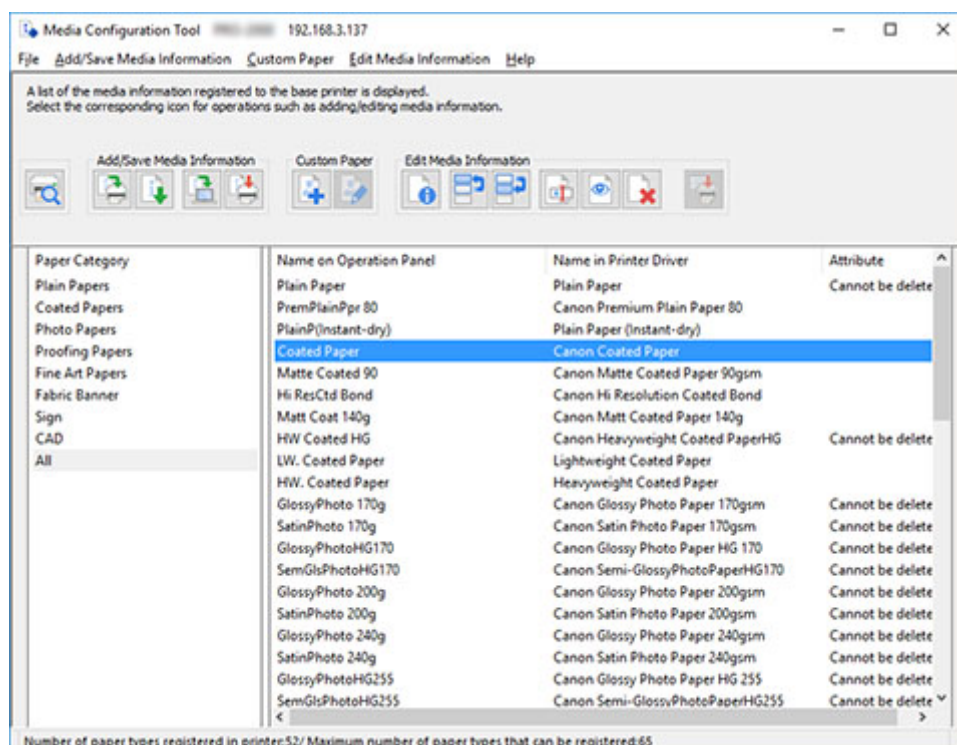 Media Configuration Tool 192.168.3.137
File Add/Save Media Information Custom Paper Edit Media Information Help
A list of the media information registered to the base printer is displayed.
Select the corresponding icon for operations such as adding/editing media information.
Add/Save Media Information Custom Paper Edit Media Information
Paper Category
Plain Papers
Coated Papers
Photo Papers
Proofing Papers
Fine Art Papers
Fabric Banner
Sign
CAD
All
Name on Operation Panel Name in Printer Driver Attribute
Plain Paper Plain Paper Cannot be delete
PremPlainPpr 80 Canon Premium Plain Paper 80
PlainP(Instant-dry) Plain Paper (Instant-dry)
Coated Paper Canon Coated Paper
Matte Coated 90 Canon Matte Coated Paper 90gsm
Hi ResCtd Bond Canon Hi Resolution Coated Bond
Matt Coat 140g Canon Matt Coated Paper 140g
HW Coated HG Canon Heavyweight Coated PaperHG Cannot be delete
LW. Coated Paper Lightweight Coated Paper
HW. Coated Paper Heavyweight Coated Paper
GlossyPhoto 170g Canon Glossy Photo Paper 170gsm Cannot be delete
SatinPhoto 170g Canon Satin Photo Paper 170gsm Cannot be delete
GlossyPhotoHG170 Canon Glossy Photo Paper HG 170 Cannot be delete
SemGlsPhotoHG170 Canon Semi-GlossyPhotoPaperHG170 Cannot be delete
GlossyPhoto 200g Canon Glossy Photo Paper 200gsm Cannot be delete
SatinPhoto 200g Canon Satin Photo Paper 200gsm Cannot be delete
GlossyPhoto 240g Canon Glossy Photo Paper 240gsm Cannot be delete
SatinPhoto 240g Canon Satin Photo Paper 240gsm Cannot be delete
GlossyPhotoHG255 Canon Glossy Photo Paper HG 255 Cannot be delete
SemGlsPhotoHG255 Canon Semi-GlossyPhotoPaperHG255 Cannot be delete
Number of paper types registered in printer:52/ Maximum number of paper types that can be registered:65